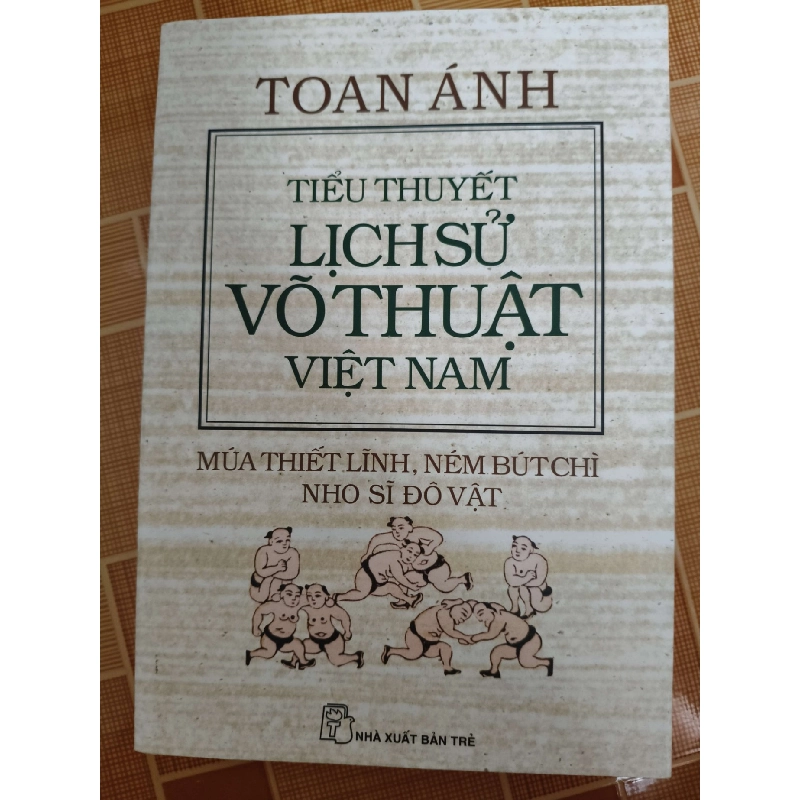 TOAN ÁNH
TIỂU THUYẾT
LỊCH SỬ
VÕ THUẬT
VIỆT NAM
MÚA THIẾT LĨNH, NÉM BÚT CHÌ
NHO SĨ ĐÔ VẬT
NHÀ XUẤT BẢN TRẺ